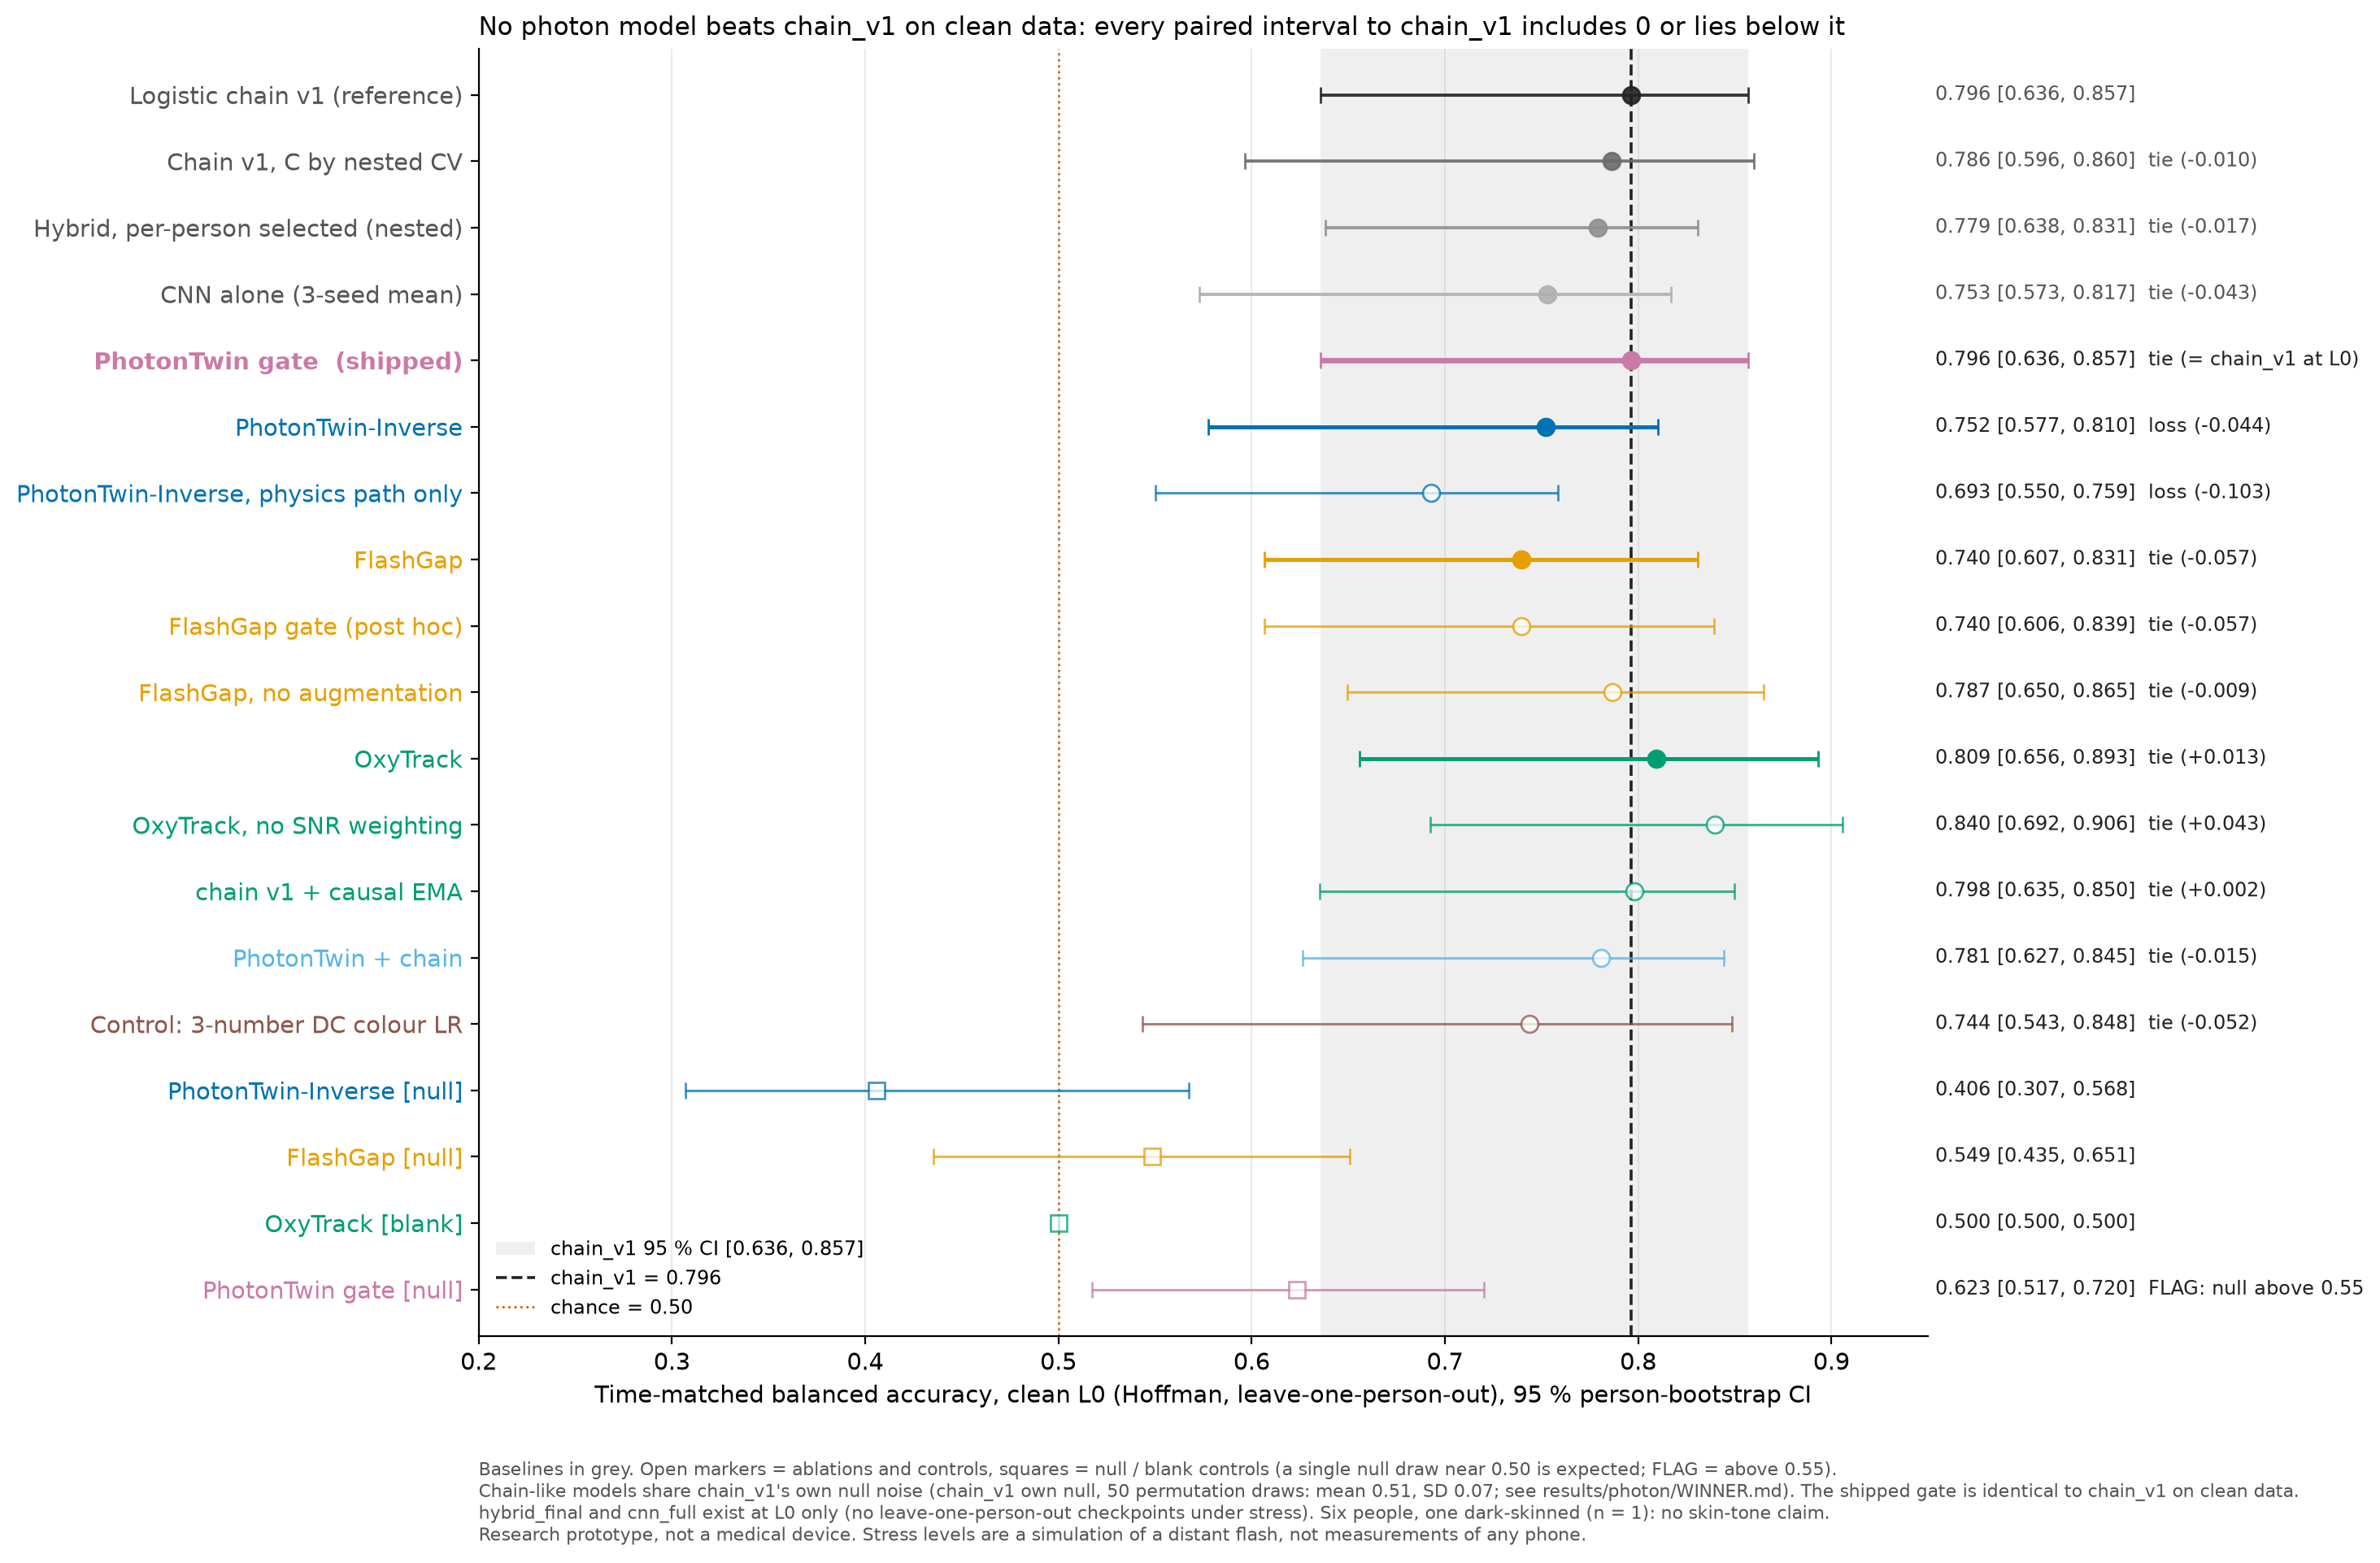 No photon model beats chain_v1 on clean data: every paired interval to chain_v1 includes 0 or lies below it
Logistic chain v1 (reference) 0.796 [0.636, 0.857]
Chain v1, C by nested CV 0.786 [0.596, 0.860] tie (-0.010)
Hybrid, per-person selected (nested) 0.779 [0.638, 0.831] tie (-0.017)
CNN alone (3-seed mean) 0.753 [0.573, 0.817] tie (-0.043)
PhotonTwin gate (shipped) 0.796 [0.636, 0.857] tie (= chain_v1 at L0)
PhotonTwin-Inverse 0.752 [0.577, 0.810] loss (-0.044)
PhotonTwin-Inverse, physics path only 0.693 [0.550, 0.759] loss (-0.103)
FlashGap 0.740 [0.607, 0.831] tie (-0.057)
FlashGap gate (post hoc) 0.740 [0.606, 0.839] tie (-0.057)
FlashGap, no augmentation 0.787 [0.650, 0.865] tie (-0.009)
OxyTrack 0.809 [0.656, 0.893] tie (+0.013)
OxyTrack, no SNR weighting 0.840 [0.692, 0.906] tie (+0.043)
chain v1 + causal EMA 0.798 [0.635, 0.850] tie (+0.002)
PhotonTwin + chain 0.781 [0.627, 0.845] tie (-0.015)
Control: 3-number DC colour LR 0.744 [0.543, 0.848] tie (-0.052)
PhotonTwin-Inverse [null] 0.406 [0.307, 0.568]
FlashGap [null] 0.549 [0.435, 0.651]
OxyTrack [blank] 0.500 [0.500, 0.500]
PhotonTwin gate [null] 0.623 [0.517, 0.720] FLAG: null above 0.55
chain_v1 95 % CI [0.636, 0.857]
chain_v1 = 0.796
chance = 0.50
0.2 0.3 0.4 0.5 0.6 0.7 0.8 0.9
Time-matched balanced accuracy, clean L0 (Hoffman, leave-one-person-out), 95 % person-bootstrap CI
Baselines in grey. Open markers = ablations and controls, squares = null / blank controls (a single null draw near 0.50 is expected; FLAG = above 0.55).
Chain-like models share chain_v1's own null noise (chain_v1 own null, 50 permutation draws: mean 0.51, SD 0.07; see results/photon/WINNER.md). The shipped gate is identical to chain_v1 on clean data.
hybrid_final and cnn_full exist at L0 only (no leave-one-person-out checkpoints under stress). Six people, one dark-skinned (n = 1): no skin-tone claim.
Research prototype, not a medical device. Stress levels are a simulation of a distant flash, not measurements of any phone.